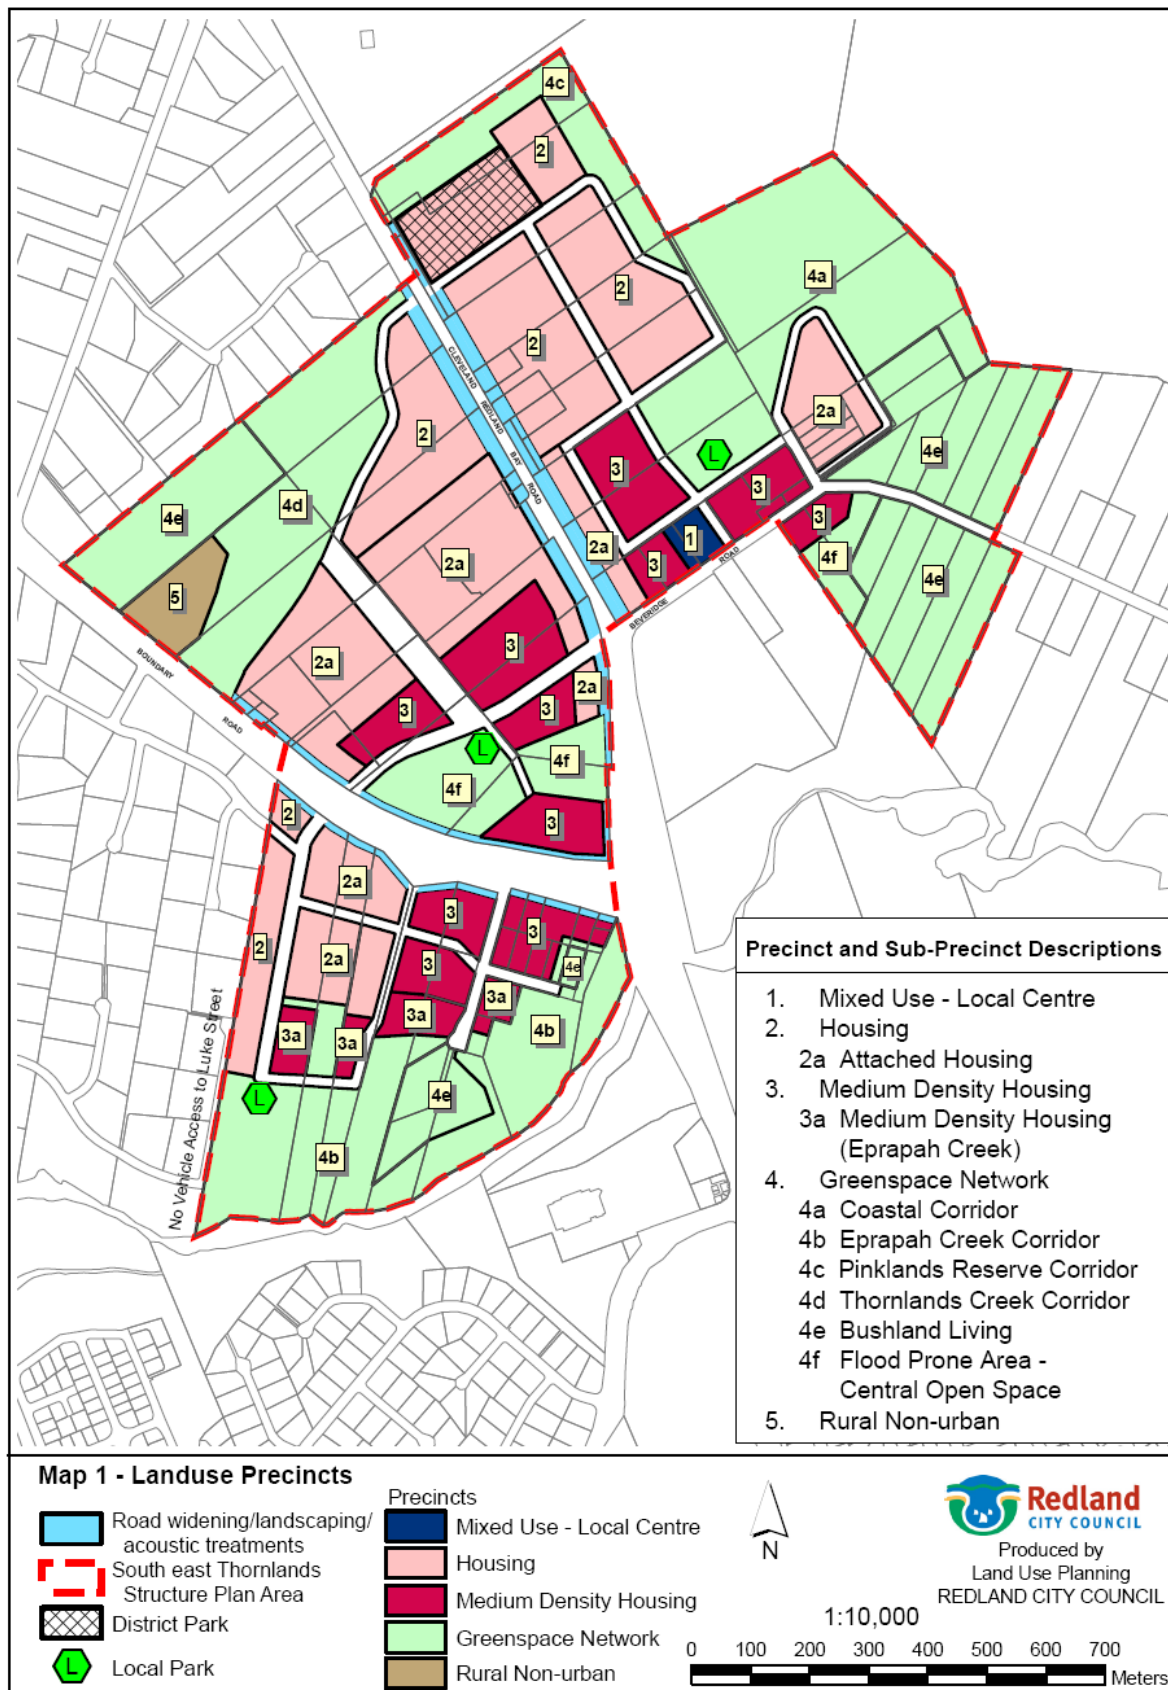 4c
2
4a
2
2
CLEVELAND REDLAND BAY ROAD
2a
2
4e
L
3
3
4d
4e
3
1
2a
4f
3
ROAD
2a
BEVERIDGE
4e
5
3
2a
BOUNDARY
2a
3
3
ROAD
L
4f
4f
2
3
2a
3
3
2
2a
3
4e
3a
3a
4b
3a
3a
4e
L
4b
No Vehicle Access to Luke Street
Precinct and Sub-Precinct Descriptions
1. Mixed Use - Local Centre
2. Housing
2a Attached Housing
3. Medium Density Housing
3a Medium Density Housing
(Eprapah Creek)
4. Greenspace Network
4a Coastal Corridor
4b Eprapah Creek Corridor
4c Pinklands Reserve Corridor
4d Thornlands Creek Corridor
4e Bushland Living
4f Flood Prone Area -
Central Open Space
5. Rural Non-urban
Map 1 - Landuse Precincts
Road widening/landscaping/
acoustic treatments
South east Thornlands
Structure Plan Area
District Park
L Local Park
Precincts
Mixed Use - Local Centre
Housing
Medium Density Housing
Greenspace Network
Rural Non-urban
N
1:10,000
0 100 200 300 400 500 600 700
Meters
Redland
CITY COUNCIL
Produced by
Land Use Planning
REDLAND CITY COUNCIL